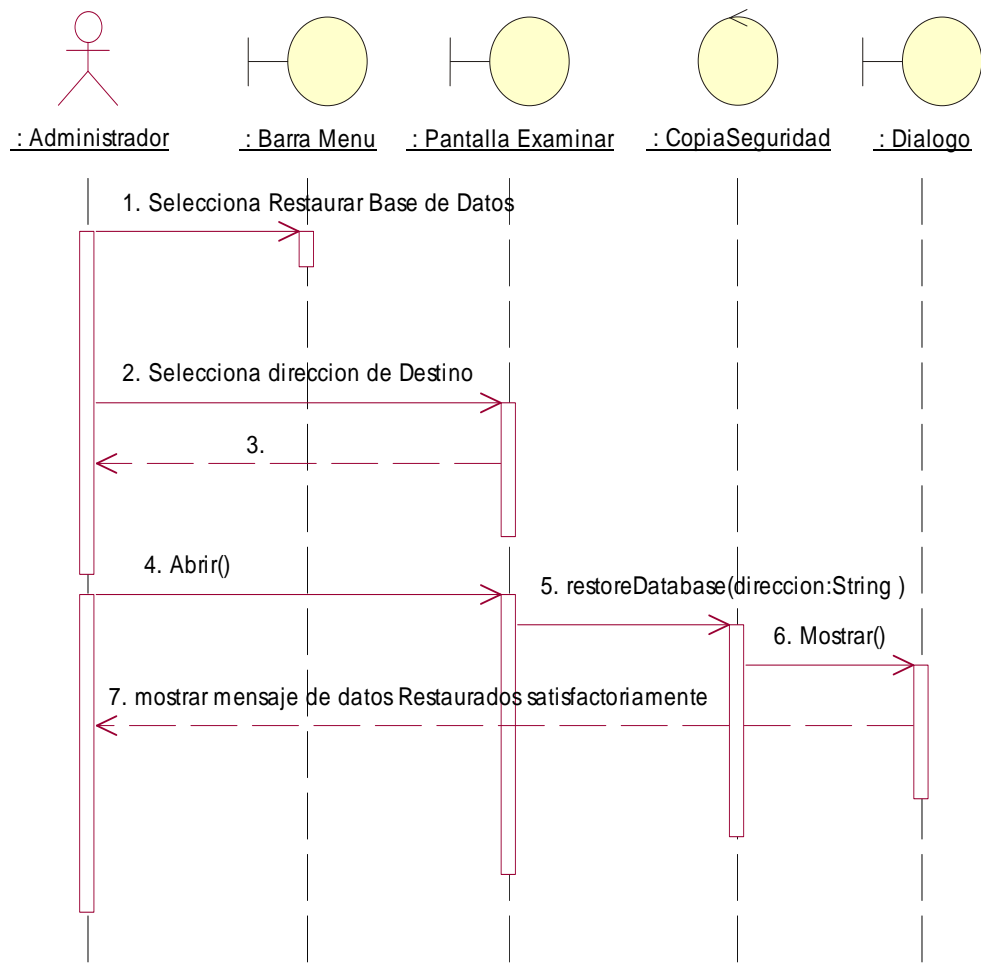 : Administrador
: Barra Menu
: Pantalla Examinar
: CopiaSeguridad
: Dialogo
1. Selecciona Restaurar Base de Datos
2. Selecciona direccion de Destino
3.
4. Abrir()
5. restoreDatabase(direccion:String )
6. Mostrar()
7. mostrar mensaje de datos Restaurados satisfactoriamente